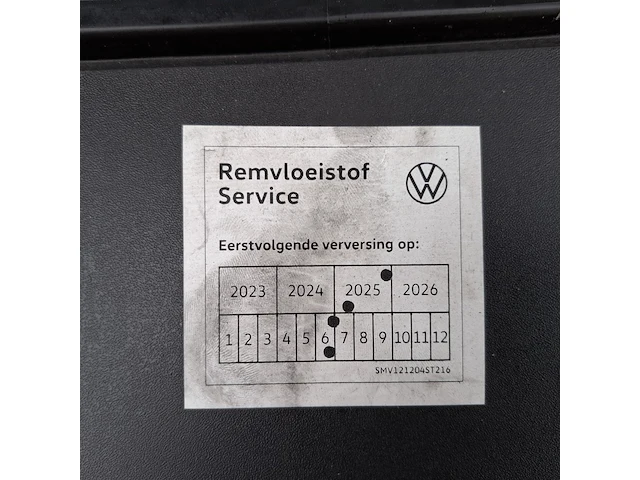 Remvloeistof
Service
Eerstvolgende verversing op:
2023 2024 2025 2026
1 2 3 4 5 6 7 8 9 10 11 12
SMV121204ST216